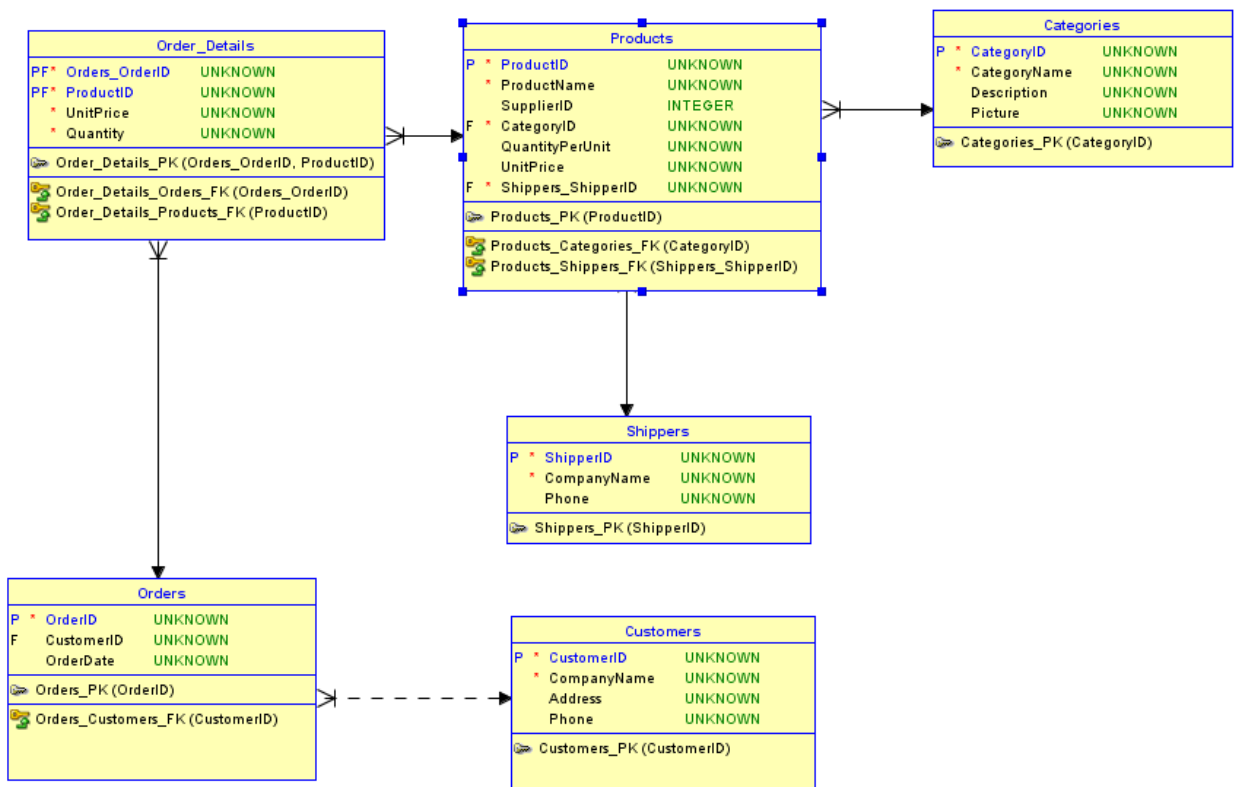 Order_Details
PF* Orders_OrderID UNKNOWN
PF* ProductID UNKNOWN
* UnitPrice UNKNOWN
* Quantity UNKNOWN
Order_Details_PK (Orders_OrderID, ProductID)
Order_Details_Orders_FK (Orders_OrderID)
Order_Details_Products_FK (ProductID)
Products
P * ProductID UNKNOWN
* ProductName UNKNOWN
SupplierID INTEGER
F * CategoryID UNKNOWN
QuantityPerUnit UNKNOWN
UnitPrice UNKNOWN
F * Shippers_ShipperID UNKNOWN
Products_PK (ProductID)
Products_Categories_FK (CategoryID)
Products_Shippers_FK (Shippers_ShipperID)
Categories
P * CategoryID UNKNOWN
* CategoryName UNKNOWN
Description UNKNOWN
Picture UNKNOWN
Categories_PK (CategoryID)
Shippers
P * ShipperID UNKNOWN
* CompanyName UNKNOWN
Phone UNKNOWN
Shippers_PK (ShipperID)
Orders
P * OrderID UNKNOWN
F CustomerID UNKNOWN
OrderDate UNKNOWN
Orders_PK (OrderID)
Orders_Customers_FK (CustomerID)
Customers
P * CustomerID UNKNOWN
* CompanyName UNKNOWN
Address UNKNOWN
Phone UNKNOWN
Customers_PK (CustomerID)